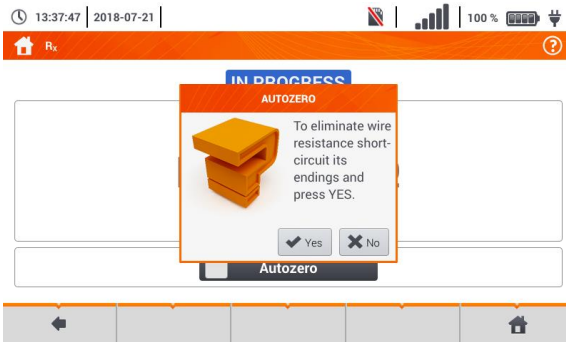 13:37:47 2018-07-21 100 %
Rx
IN PROGRESS
AUTOZERO
To eliminate wire
resistance short-
circuit its
endings and
press YES.
Yes No
Autozero